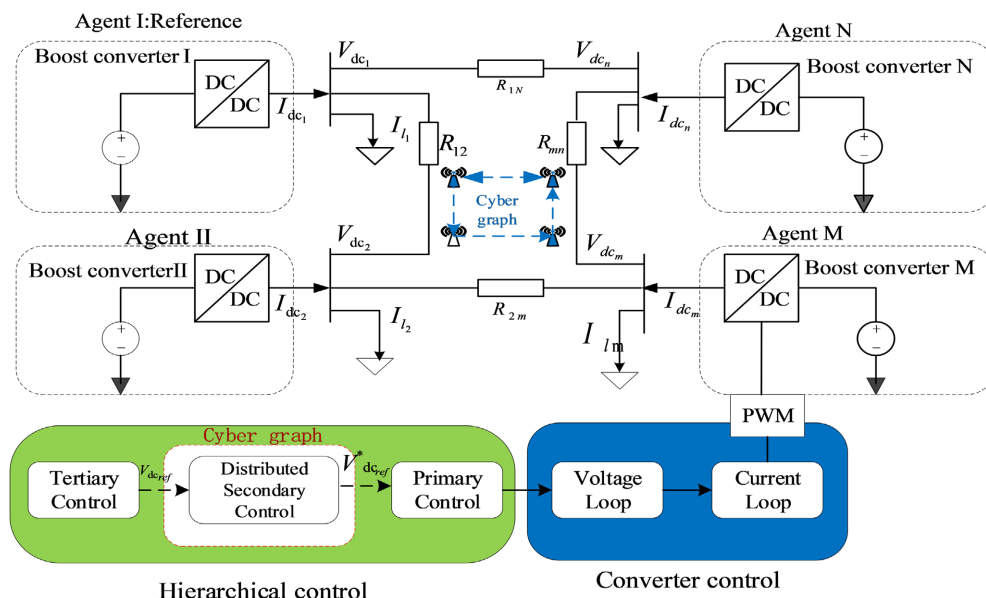 Agent I:Reference
Boost converter I
DC
DC
I_dc1
V_dc1
I_l1
R_12
R_1N
V_dcn
R_mn
I_dcn
Agent N
Boost converter N
DC
DC
Cyber
graph
Agent II
Boost converterII
DC
DC
I_dc2
V_dc2
I_l2
R_2m
V_dcm
I_lm
I_dcm
Agent M
Boost converter M
DC
DC
PWM
Cyber graph
Tertiary
Control
V_dcref
Distributed
Secondary
Control
V*_dcref
Primary
Control
Voltage
Loop
Current
Loop
Hierarchical control
Converter control